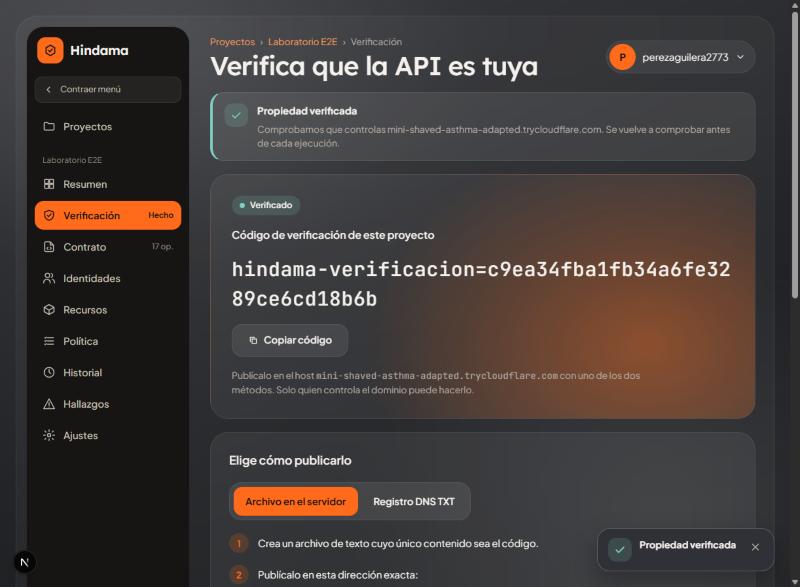 Hindama
Contraer menú
Proyectos
Laboratorio E2E
Resumen
Verificación Hecho
Contrato 17 op.
Identidades
Recursos
Política
Historial
Hallazgos
Ajustes
N
Proyectos › Laboratorio E2E › Verificación
Verifica que la API es tuya
P perezaguilera2773
Propiedad verificada
Comprobamos que controlas mini-shaved-asthma-adapted.trycloudflare.com. Se vuelve a comprobar antes
de cada ejecución.
Verificado
Código de verificación de este proyecto
hindama-verificacion=c9ea34fba1fb34a6fe32
89ce6cd18b6b
Copiar código
Publícalo en el host mini-shaved-asthma-adapted.trycloudflare.com con uno de los dos
métodos. Solo quien controla el dominio puede hacerlo.
Elige cómo publicarlo
Archivo en el servidor Registro DNS TXT
1 Crea un archivo de texto cuyo único contenido sea el código.
2 Publícalo en esta dirección exacta:
Propiedad verificada